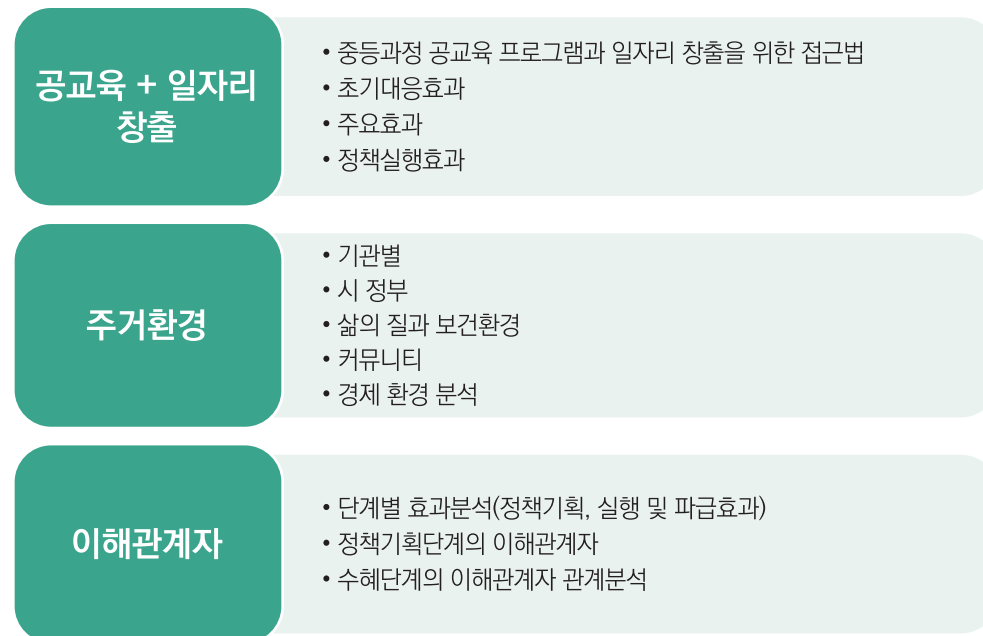 공교육 + 일자리
창출
• 중등과정 공교육 프로그램과 일자리 창출을 위한 접근법
• 초기대응효과
• 주요효과
• 정책실행효과
주거환경
• 기관별
• 시 정부
• 삶의 질과 보건환경
• 커뮤니티
• 경제 환경 분석
이해관계자
• 단계별 효과분석(정책기획, 실행 및 파급효과)
• 정책기획단계의 이해관계자
• 수혜단계의 이해관계자 관계분석